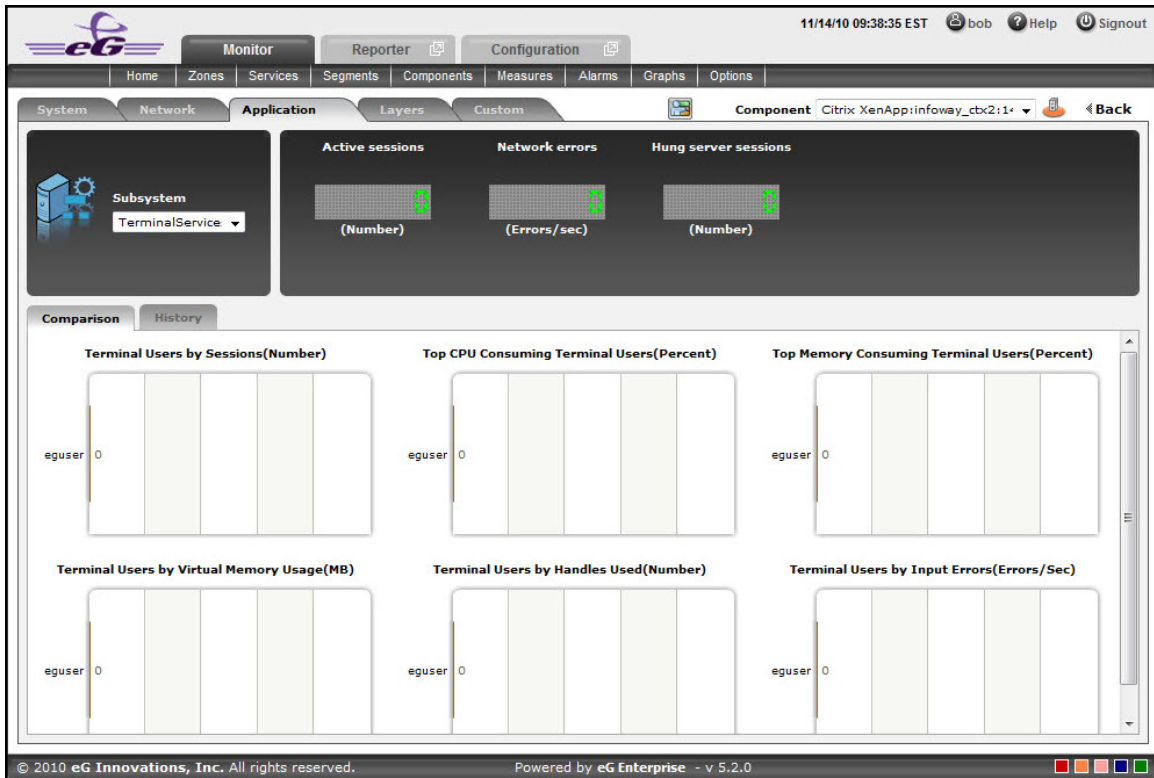 11/14/10 09:38:35 EST bob Help Signout
eG
Monitor Reporter Configuration
Home Zones Services Segments Components Measures Alarms Graphs Options
System Network Application Layers Custom Component Citrix XenApp:infoway_ctx2:14 Back
Active sessions Network errors Hung server sessions
Subsystem
TerminalService
0 0 0
(Number) (Errors/sec) (Number)
Comparison History
Terminal Users by Sessions(Number) Top CPU Consuming Terminal Users(Percent) Top Memory Consuming Terminal Users(Percent)
eguser 0 eguser 0 eguser 0
Terminal Users by Virtual Memory Usage(MB) Terminal Users by Handles Used(Number) Terminal Users by Input Errors(Errors/Sec)
eguser 0 eguser 0 eguser 0
© 2010 eG Innovations, Inc. All rights reserved. Powered by eG Enterprise - v 5.2.0